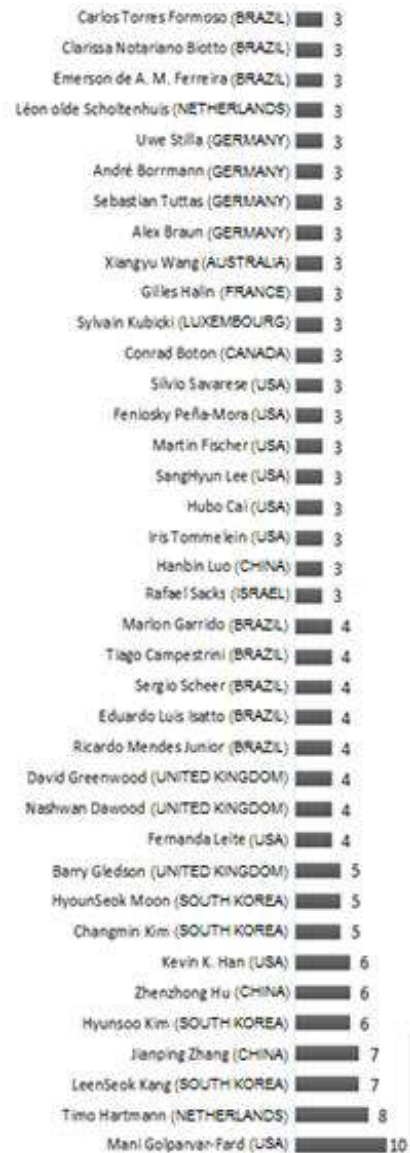 Carlos Torres Formoso (BRAZIL) 3
Clarissa Notariano Biotto (BRAZIL) 3
Emerson de A. M. Ferreira (BRAZIL) 3
Léon olde Scholtenhuis (NETHERLANDS) 3
Uwe Stilla (GERMANY) 3
André Borrmann (GERMANY) 3
Sebastian Tuttas (GERMANY) 3
Alex Braun (GERMANY) 3
Xiangyu Wang (AUSTRALIA) 3
Gilles Halin (FRANCE) 3
Sylvain Kubicki (LUXEMBOURG) 3
Conrad Boton (CANADA) 3
Silvio Savarese (USA) 3
Feniosky Peña-Mora (USA) 3
Martin Fischer (USA) 3
SangHyun Lee (USA) 3
Hubo Cai (USA) 3
Iris Tommelein (USA) 3
Hanbin Luo (CHINA) 3
Rafael Sacks (ISRAEL) 3
Marlon Garrido (BRAZIL) 4
Tiago Campestrini (BRAZIL) 4
Sergio Scheer (BRAZIL) 4
Eduardo Luis Isatto (BRAZIL) 4
Ricardo Mendes Junior (BRAZIL) 4
David Greenwood (UNITED KINGDOM) 4
Nashwan Dawood (UNITED KINGDOM) 4
Fernanda Leite (USA) 4
Barry Gledson (UNITED KINGDOM) 5
HyounSeok Moon (SOUTH KOREA) 5
Changmin Kim (SOUTH KOREA) 5
Kevin K. Han (USA) 6
Zhenzhong Hu (CHINA) 6
Hyunsoo Kim (SOUTH KOREA) 6
Jianping Zhang (CHINA) 7
LeenSeok Kang (SOUTH KOREA) 7
Timo Hartmann (NETHERLANDS) 8
Mani Golparvar-Fard (USA) 10